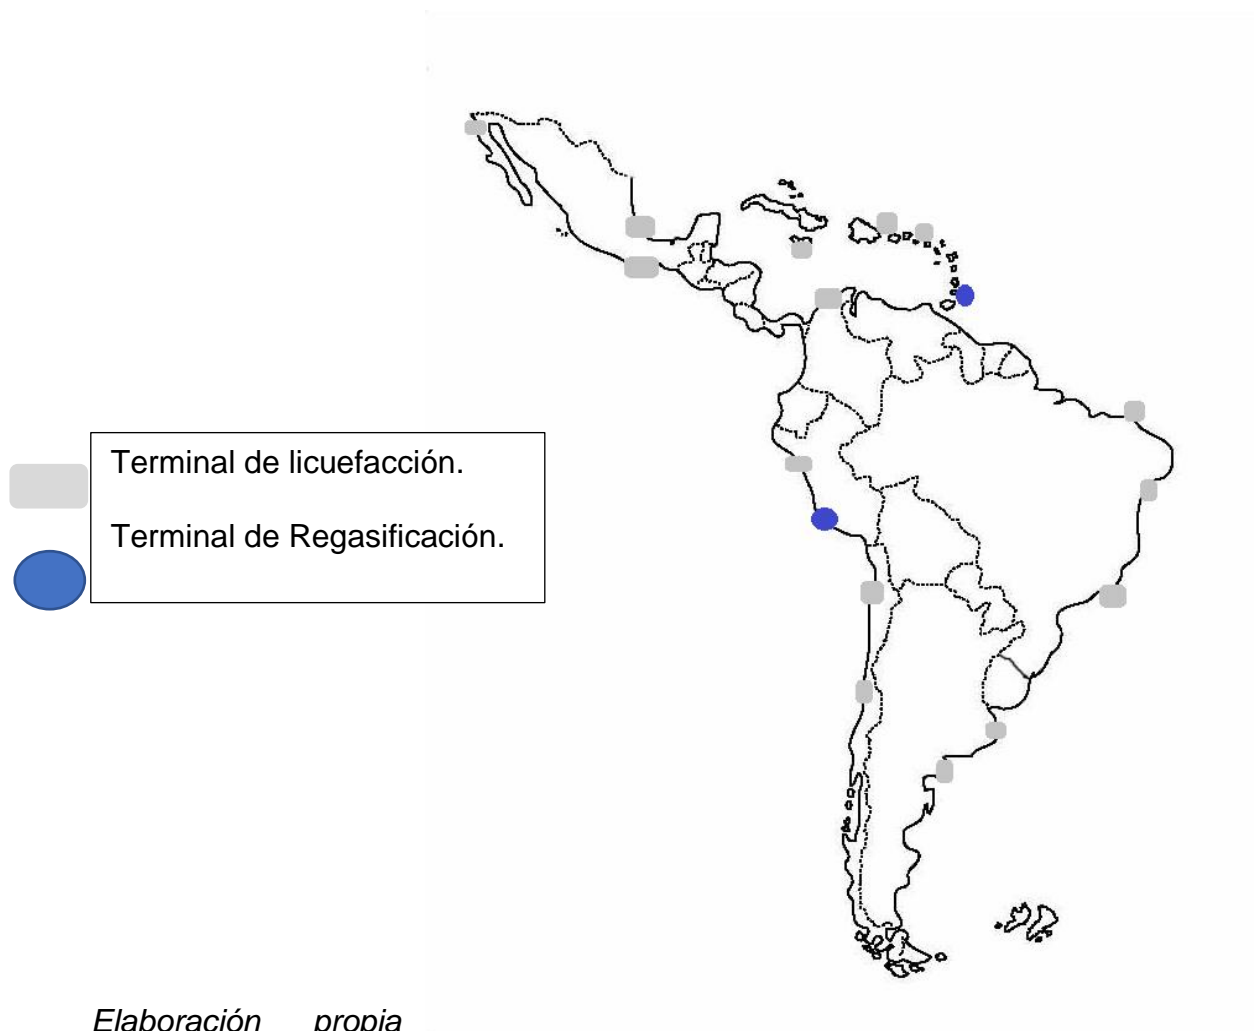 Terminal de licuefacción.
Terminal de Regasificación.
Elaboración propia